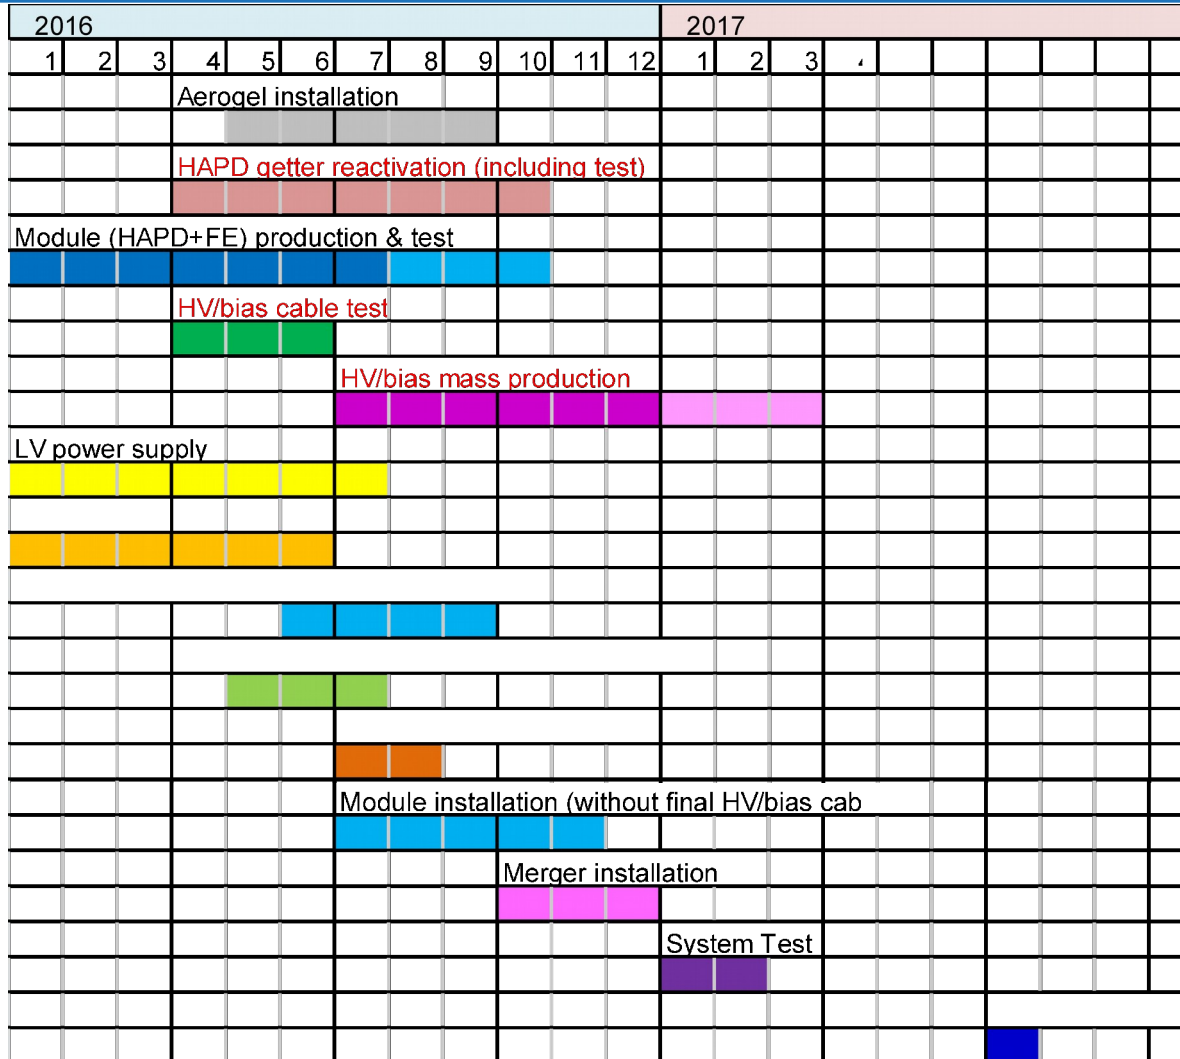 2016 2017
1 2 3 4 5 6 7 8 9 10 11 12 1 2 3
Aerogel installation
HAPD getter reactivation (including test)
Module (HAPD+FE) production & test
HV/bias cable test
HV/bias mass production
LV power supply
Module installation (without final HV/bias cab
Merger installation
System Test